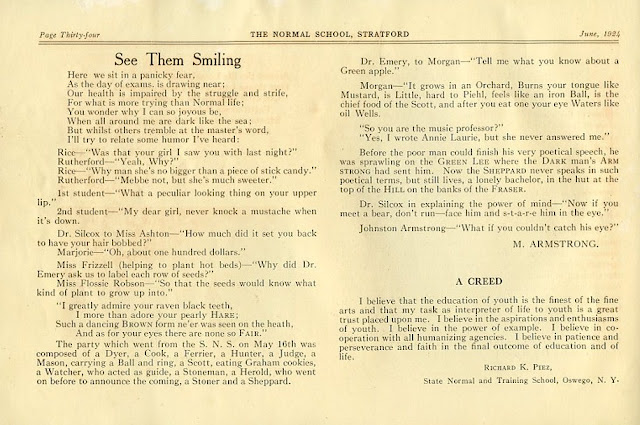 Page Thirty-four
THE NORMAL SCHOOL, STRATFORD
June, 1924
See Them Smiling
Here we sit in a panicky fear,
As the day of exams. is drawing near;
Our health is impaired by the struggle and strife,
For what is more trying than Normal life;
You wonder why I can so joyous be,
When all around me are dark like the sea;
But whilst others tremble at the master's word,
I'll try to relate some humor I've heard:
Rice—"Was that your girl I saw you with last night?"
Rutherford—"Yeah, Why?"
Rice—"Why man she's no bigger than a piece of stick candy."
Rutherford—"Mebbe not, but she's much sweeter."
1st student—"What a peculiar looking thing on your upper
lip."
2nd student—"My dear girl, never knock a mustache when
it's down.
Dr. Silcox to Miss Ashton—"How much did it set you back
to have your hair bobbed?"
Marjorie—"Oh, about one hundred dollars."
Miss Frizzell (helping to plant hot beds)—"Why did Dr.
Emery ask us to label each row of seeds?"
Miss Flossie Robson—"So that the seeds would know what
kind of plant to grow up into."
"I greatly admire your raven black teeth,
I more than adore your pearly HARE;
Such a dancing BROWN form ne'er was seen on the heath,
And as for your eyes there are none so FAIR."
The party which went from the S. N. S. on May 16th was
composed of a Dyer, a Cook, a Ferrier, a Hunter, a Judge, a
Mason, carrying a Ball and ring, a Scott, eating Graham cookies,
a Watcher, who acted as guide, a Stoneman, a Herold, who went
on before to announce the coming, a Stoner and a Sheppard.
Dr. Emery, to Morgan—"Tell me what you know about a
Green apple."
Morgan—"It grows in an Orchard, Burns your tongue like
Mustard, is Little, hard to Piehl, feels like an iron Ball, is the
chief food of the Scott, and after you eat one your eye Waters like
oil Wells.
"So you are the music professor?"
"Yes, I wrote Annie Laurie, but she never answered me."
Before the poor man could finish his very poetical speech, he
was sprawling on the GREEN LEE where the DARK man's ARM
STRONG had sent him. Now the SHEPPARD never speaks in such
poetical terms, but still lives, a lonely bachelor, in the hut at the
top of the HILL on the banks of the FRASER.
Dr. Silcox in explaining the power of mind—"Now if you
meet a bear, don't run—face him and s-t-a-r-e him in the eye."
Johnston Armstrong—"What if you couldn't catch his eye?"
M. ARMSTRONG.
A CREED
I believe that the education of youth is the finest of the fine
arts and that my task as interpreter of life to youth is a great
trust placed upon me. I believe in the aspirations and enthusiasms
of youth. I believe in the power of example. I believe in co-
operation with all humanizing agencies. I believe in patience and
perseverance and faith in the final outcome of education and of
life.
RICHARD K. PIEZ,
State Normal and Training School, Oswego, N. Y-